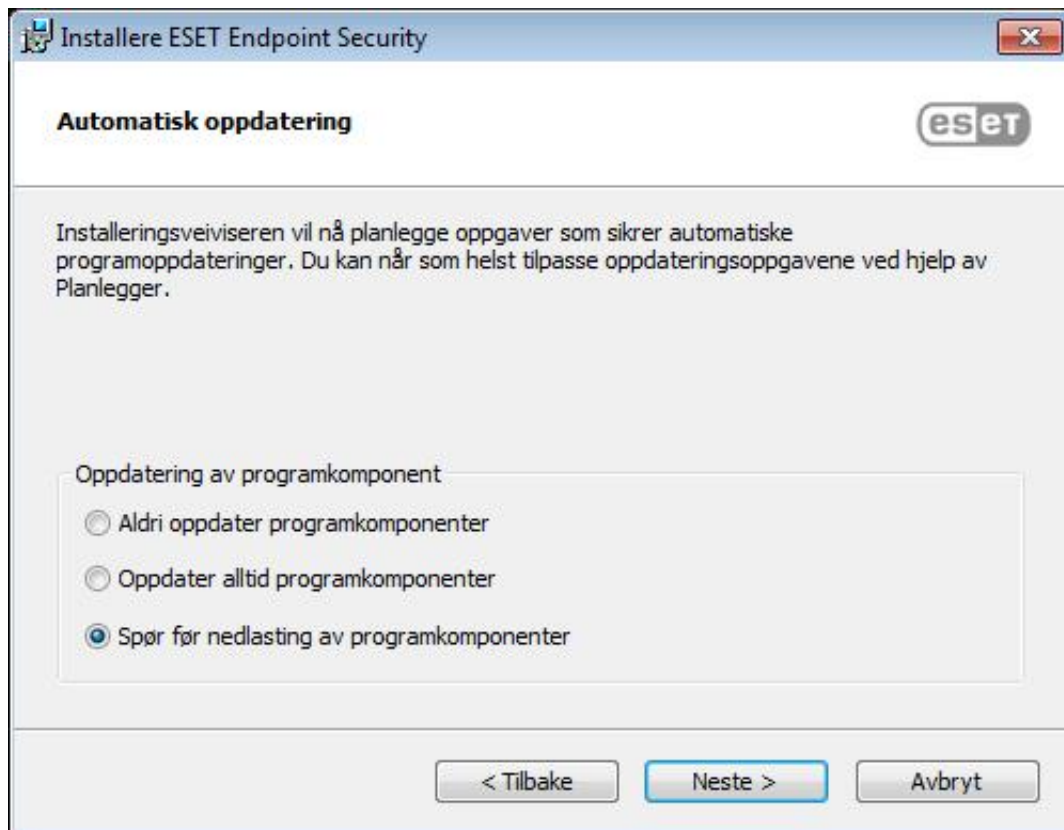 Installere ESET Endpoint Security
Automatisk oppdatering
eseT
Installeringsveiviseren vil nå planlegge oppgaver som sikrer automatiske
programoppdateringer. Du kan når som helst tilpasse oppdateringsoppgavene ved hjelp av
Planlegger.
Oppdatering av programkomponent
Aldri oppdater programkomponenter
Oppdater alltid programkomponenter
Spør før nedlasting av programkomponenter
< Tilbake
Neste >
Avbryt